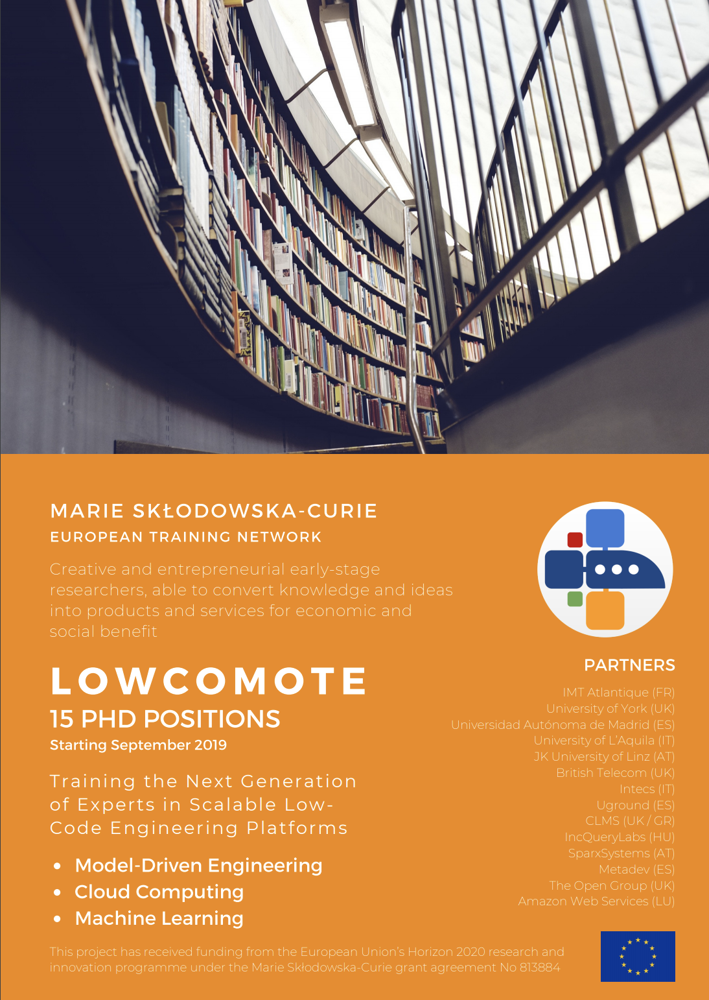 MARIE SKŁODOWSKA-CURIE
EUROPEAN TRAINING NETWORK
Creative and entrepreneurial early-stage
researchers, able to convert knowledge and ideas
into products and services for economic and
social benefit
LOWCOMOTE
15 PHD POSITIONS
Starting September 2019
Training the Next Generation
of Experts in Scalable Low-
Code Engineering Platforms
• Model-Driven Engineering
• Cloud Computing
• Machine Learning
PARTNERS
IMT Atlantique (FR)
University of York (UK)
Universidad Autónoma de Madrid (ES)
University of L'Aquila (IT)
JK University of Linz (AT)
British Telecom (UK)
Intecs (IT)
Uground (ES)
CLMS (UK / GR)
IncQueryLabs (HU)
SparxSystems (AT)
Metadev (ES)
The Open Group (UK)
Amazon Web Services (LU)
This project has received funding from the European Union's Horizon 2020 research and
innovation programme under the Marie Skłodowska-Curie grant agreement No 813884